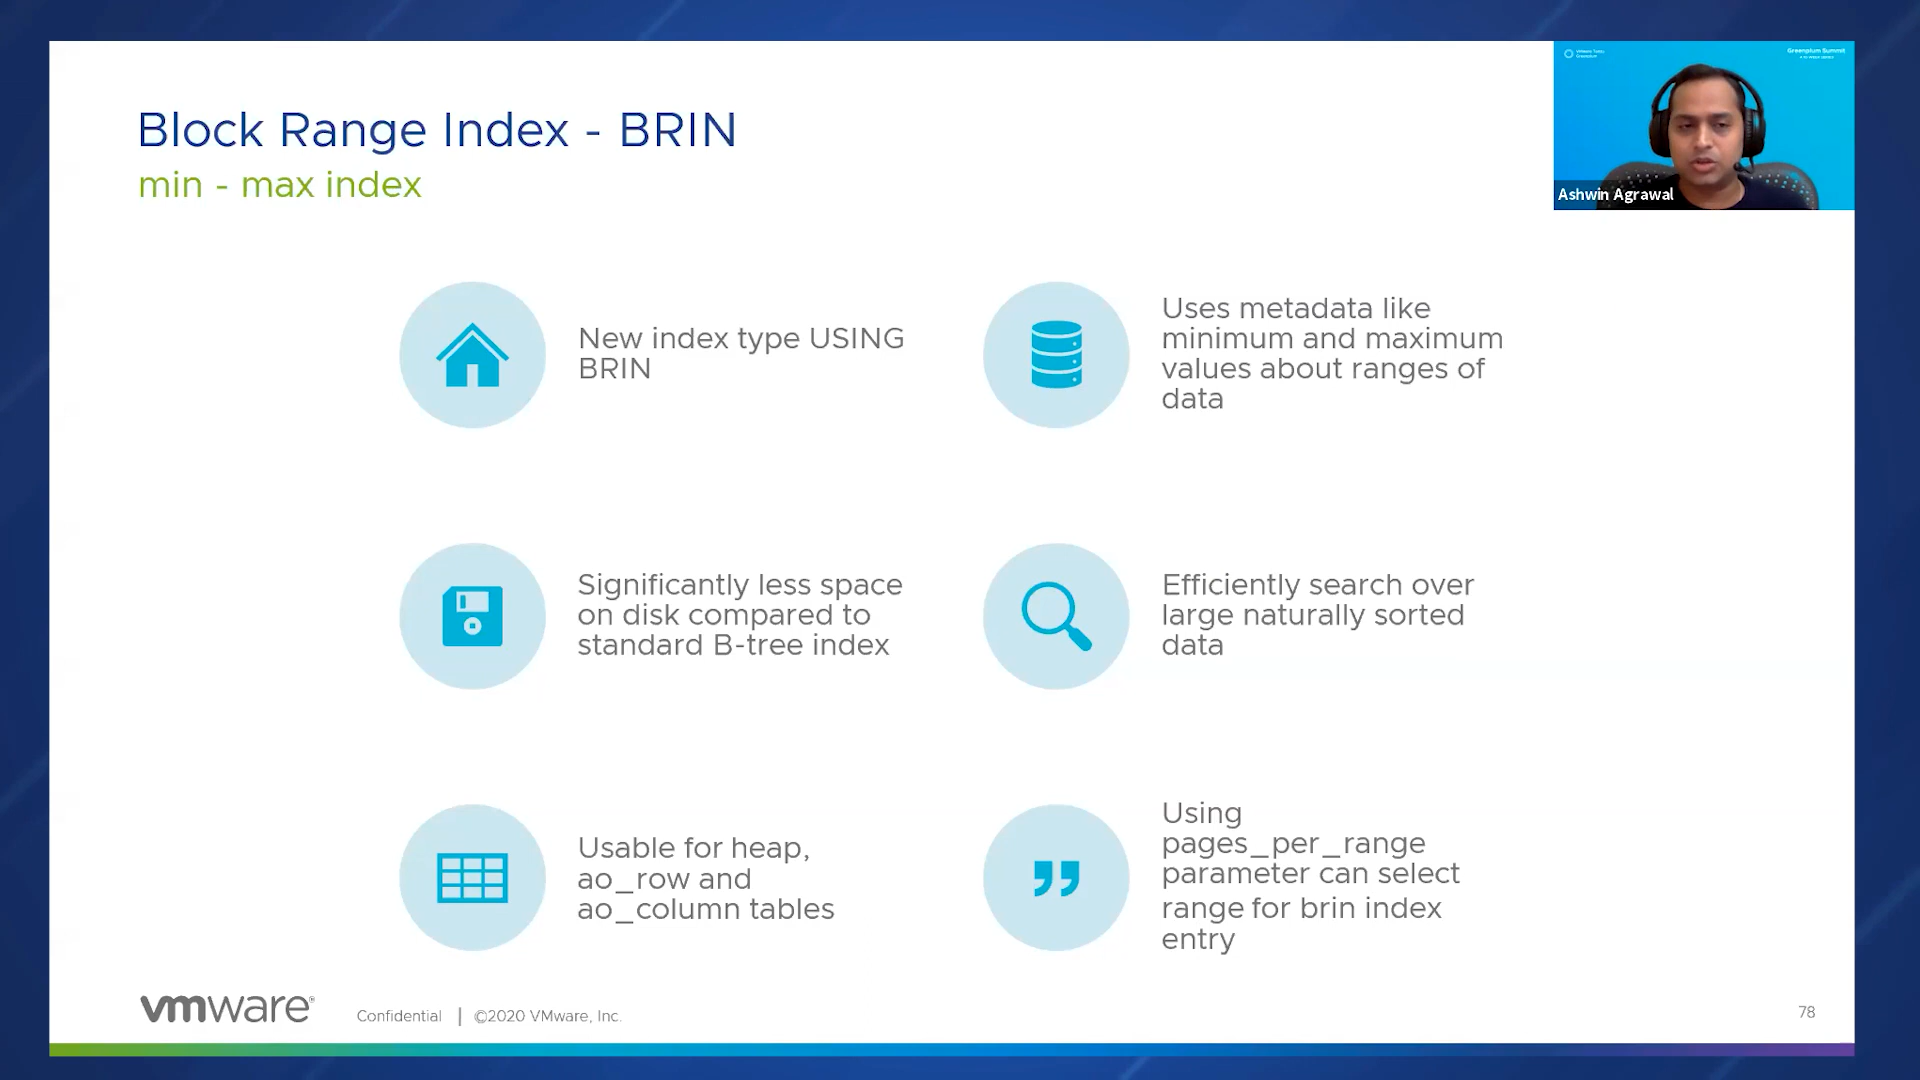 Block Range Index - BRIN
min - max index
Greenplum Summit
Ashwin Agrawal
New index type USING
BRIN
Uses metadata like
minimum and maximum
values about ranges of
data
Significantly less space
on disk compared to
standard B-tree index
Efficiently search over
large naturally sorted
data
Usable for heap,
ao_row and
ao_column tables
Using
pages_per_range
parameter can select
range for brin index
entry
vmware®
Confidential | ©2020 VMware, Inc.
78